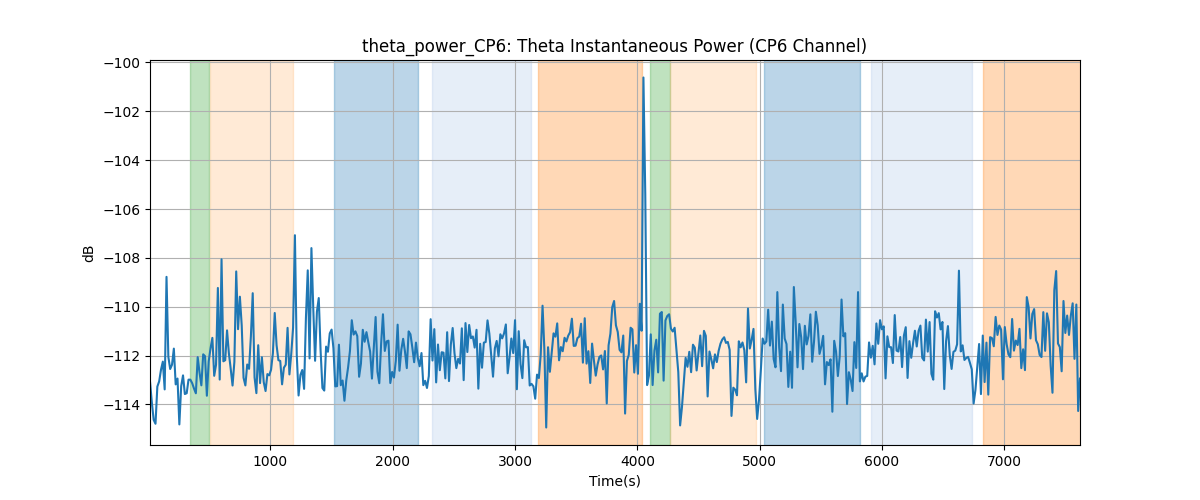 theta_power_CP6: Theta Instantaneous Power (CP6 Channel)
−100
−102
−104
−106
−108
−110
−112
−114
dB
1000 2000 3000 4000 5000 6000 7000
Time(s)